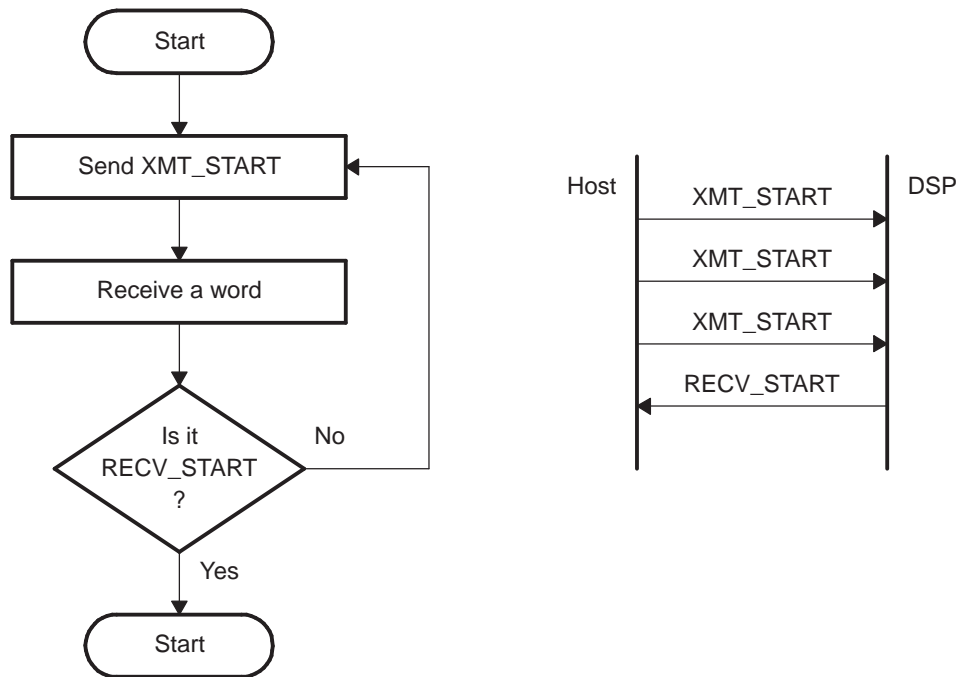 Start
Send XMT_START
Receive a word
Is it
RECV_START
?
No
Yes
Start
Host
DSP
XMT_START
XMT_START
XMT_START
RECV_START